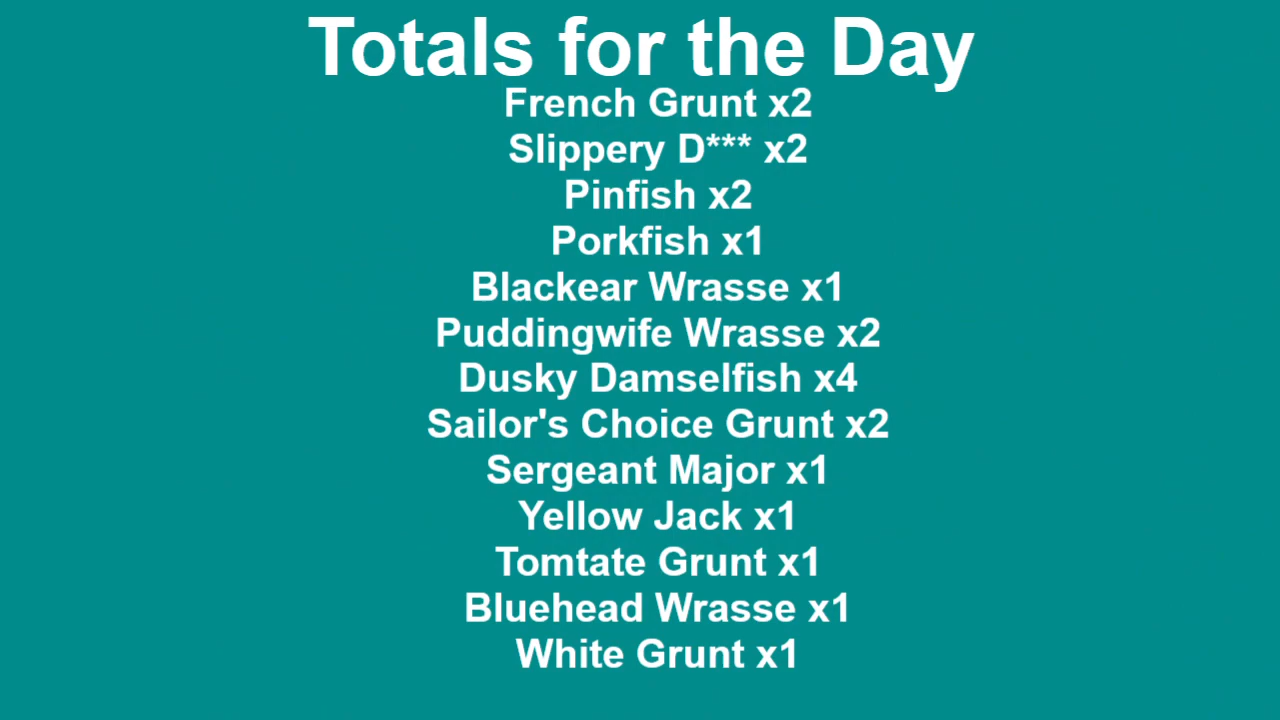 Totals for the Day
French Grunt x2
Slippery D*** x2
Pinfish x2
Porkfish x1
Blackear Wrasse x1
Puddingwife Wrasse x2
Dusky Damselfish x4
Sailor's Choice Grunt x2
Sergeant Major x1
Yellow Jack x1
Tomtate Grunt x1
Bluehead Wrasse x1
White Grunt x1